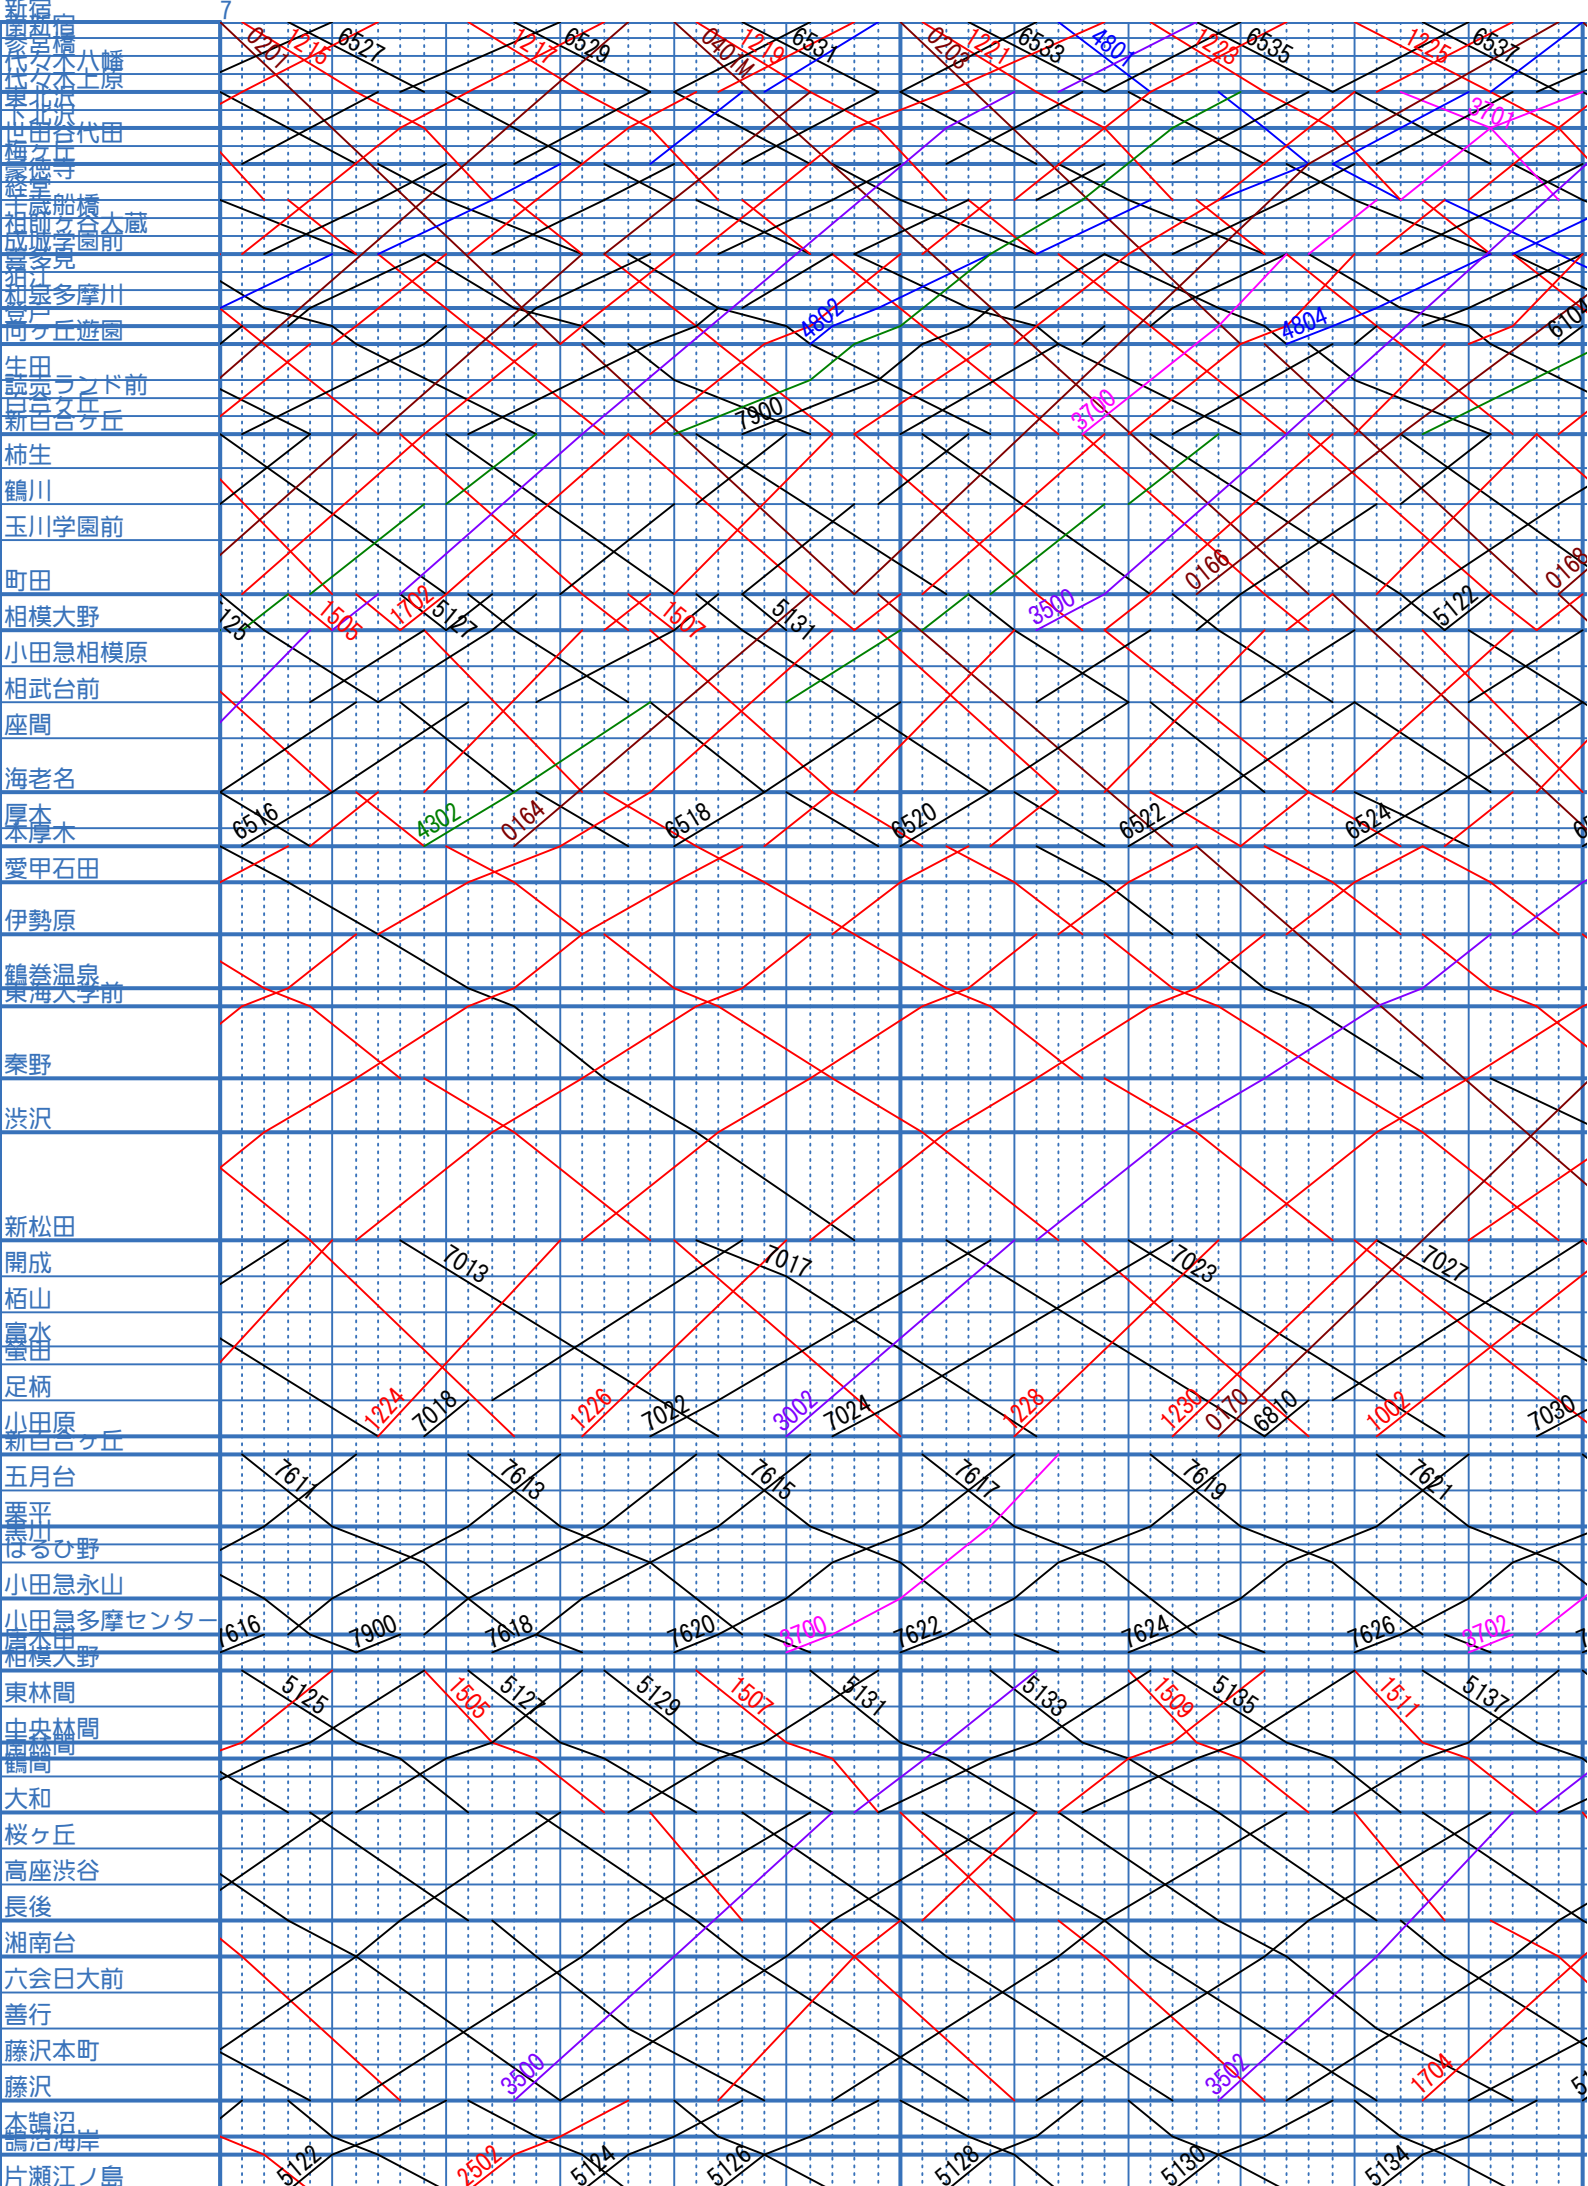 新宿 7
南新宿
参宮橋
代々木八幡
代々木上原
東北沢
下北沢
世田谷代田
梅ヶ丘
豪徳寺
経堂
千歳船橋
祖師ヶ谷大蔵
成城学園前
喜多見
狛江
和泉多摩川
登戸
向ヶ丘遊園
生田
読売ランド前
百合ヶ丘
新百合ヶ丘
柿生
鶴川
玉川学園前
町田
相模大野
小田急相模原
相武台前
座間
海老名
厚木
本厚木
愛甲石田
伊勢原
鶴巻温泉
東海大学前
秦野
渋沢
新松田
開成
栢山
富水
螢田
足柄
小田原
新百合ヶ丘
五月台
栗平
黒川
はるひ野
小田急永山
小田急多摩センター
唐木田
相模大野
東林間
中央林間
南林間
鶴間
大和
桜ヶ丘
高座渋谷
長後
湘南台
六会日大前
善行
藤沢本町
藤沢
本鵠沼
鵠沼海岸
片瀬江ノ島
0201 1215 6527 1217 6529 0401M 1219 6531 0203 1221 6533 4801 1223 6535 1225 6537
3701
4802 4804 6104
7900 3700
0166 0168
5125 1505 1702 5127 1507 5131 3500 5122
6516 4302 0164 6518 6520 6522 6524
7013 7017 7023 7027
1224 7018 1226 7022 3002 7024 1228 1230 0170 6810 1002 7030
7611 7613 7615 7617 7619 7621
7616 7900 7618 7620 3700 7622 7624 7626 3702
5125 1505 5127 5129 1507 5131 5133 1509 5135 1511 5137
3500 3502 1704
5122 2502 5124 5126 5128 5130 5134